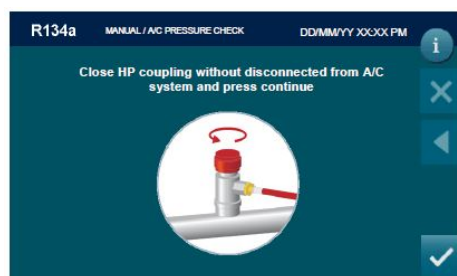 R134a MANUAL / A/C PRESSURE CHECK DD/MM/YY XX:XX PM
i
Close HP coupling without disconnected from A/C
system and press continue